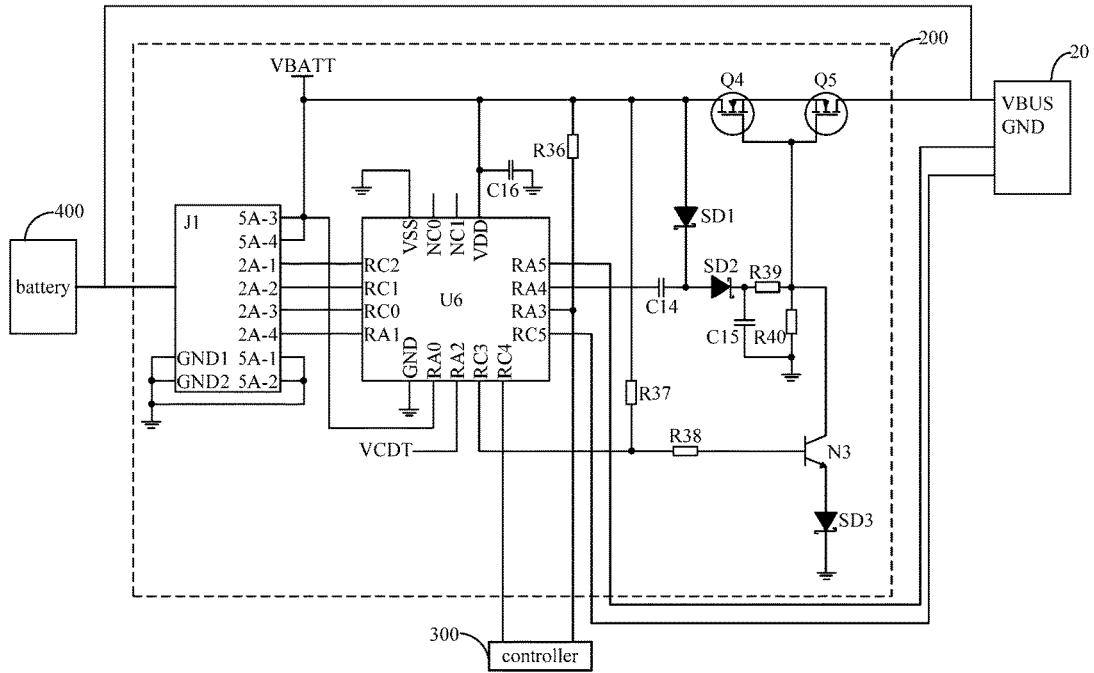 200
20
VBATT
Q4
Q5
VBUS
GND
R36
C16
400
J1
5A-3
5A-4
2A-1
2A-2
2A-3
2A-4
GND1
5A-1
GND2
5A-2
battery
VSS
NC0
NC1
VDD
RC2
RC1
RC0
RA1
U6
RA5
RA4
RA3
RC5
GND
RA0
RA2
RC3
RC4
SD1
SD2
R39
C14
C15
R40
R37
VCDT
R38
N3
SD3
300
controller